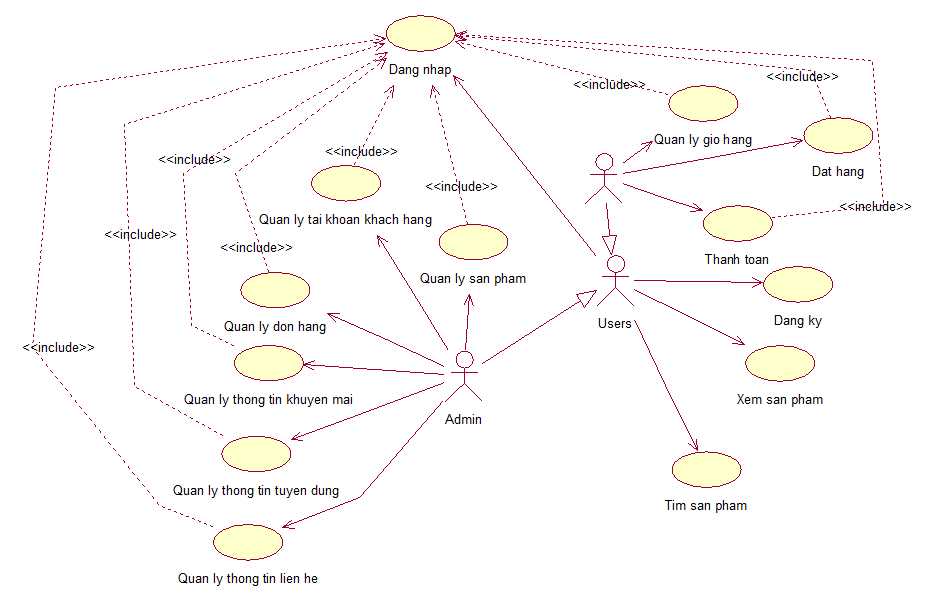 Dang nhap
<<include>>
<<include>>
Quan ly gio hang
Dat hang
<<include>>
<<include>>
Quan ly tai khoan khach hang
<<include>>
<<include>>
Thanh toan
<<include>>
<<include>>
Quan ly san pham
Quan ly don hang
Users
Dang ky
<<include>>
Quan ly thong tin khuyen mai
Xem san pham
Admin
Quan ly thong tin tuyen dung
Tim san pham
Quan ly thong tin lien he